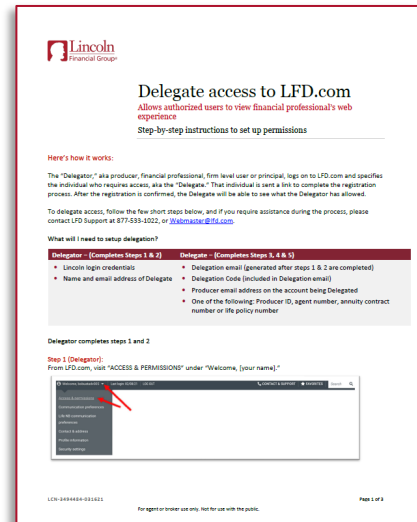 Lincoln
Financial Group®
Delegate access to LFD.com
Allows authorized users to view financial professional's web
experience
Step-by-step instructions to set up permissions
Here's how it works:
The "Delegator," aka producer, financial professional, firm level user or principal, logs on to LFD.com and specifies
the individual who requires access, aka the "Delegate." That individual is sent a link to complete the registration
process. After the registration is confirmed, the Delegate will be able to see what the Delegator has allowed.
To delegate access, follow the few short steps below, and if you require assistance during the process, please
contact LFD Support at 877-533-1022, or Webmaster@lfd.com.
What will I need to setup delegation?
Delegator – (Completes Steps 1 & 2) Delegate – (Completes Steps 3, 4 & 5)
• Lincoln login credentials • Delegation email (generated after steps 1 & 2 are completed)
• Name and email address of Delegate • Delegation Code (included in Delegation email)
• Producer email address on the account being Delegated
• One of the following: Producer ID, agent number, annuity contract
number or life policy number
Delegator completes steps 1 and 2
Step 1 (Delegator):
From LFD.com, visit "ACCESS & PERMISSIONS" under "Welcome, [your name]."
Welcome, LOG OUT CONTACT & SUPPORT FAVORITES Search
Access & permissions
Communication preferences
Life Bill communication
preferences
Contact & address
Profile information
Security settings
LCN-3494484-031621 Page 1 of 3
For agent or broker use only. Not for use with the public.